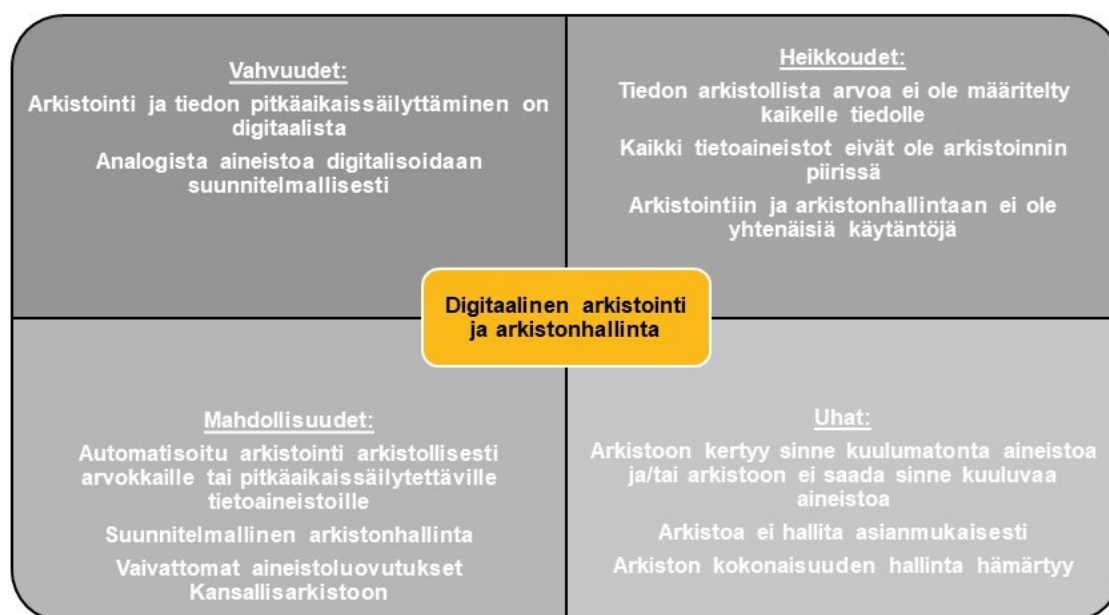 Vahvuudet:
Arkistointi ja tiedon pitkäaikaissäilyttäminen on
digitaalista
Analogista aineistoa digitalisoidaan
suunnitelmallisesti
Heikkoudet:
Tiedon arkistollista arvoa ei ole määritelty
kaikelle tiedolle
Kaikki tietoaineistot eivät ole arkistoinnin
piirissä
Arkistointiin ja arkistonhallintaan ei ole
yhtenäisiä käytäntöjä
Digitaalinen arkistointi
ja arkistonhallinta
Mahdollisuudet:
Automatisoitu arkistointi arkistollisesti
arvokkaille tai pitkäaikaissäilytettäville
tietoaineistoille
Suunnitelmallinen arkistonhallinta
Vaivattomat aineistoluovutukset
Kansallisarkistoon
Uhat:
Arkistoon kertyy sinne kuulumatonta aineistoa
ja/tai arkistoon ei saada sinne kuuluvaa
aineistoa
Arkistoa ei hallita asianmukaisesti
Arkiston kokonaisuuden hallinta hämärtyy